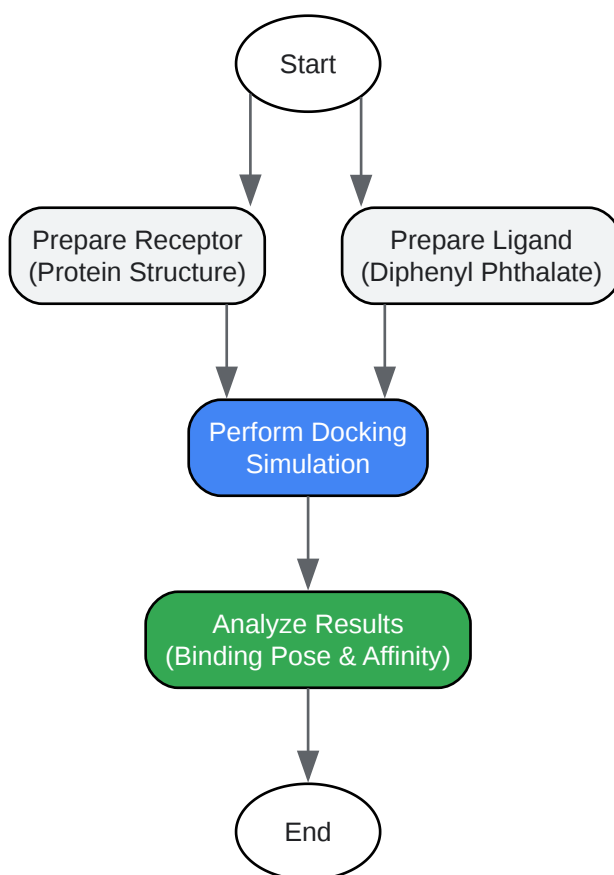 Start
Prepare Receptor
(Protein Structure)
Prepare Ligand
(Diphenyl Phthalate)
Perform Docking
Simulation
Analyze Results
(Binding Pose & Affinity)
End